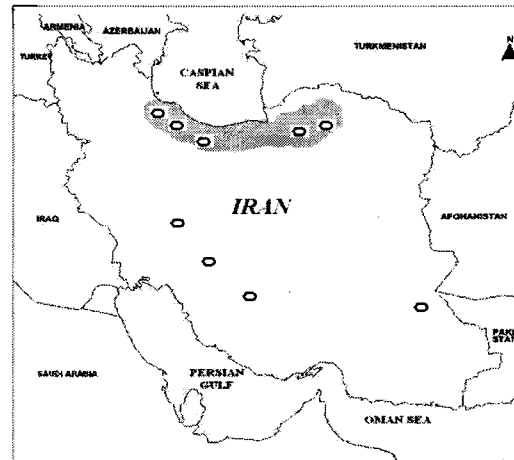 ARMENIA
AZERBAIJAN
TURKEY
TURKMENISTAN
N
CASPIAN
SEA
IRAN
IRAQ
AFGHANISTAN
PERSIAN
GULF
SAUDI ARABIA
OMAN SEA